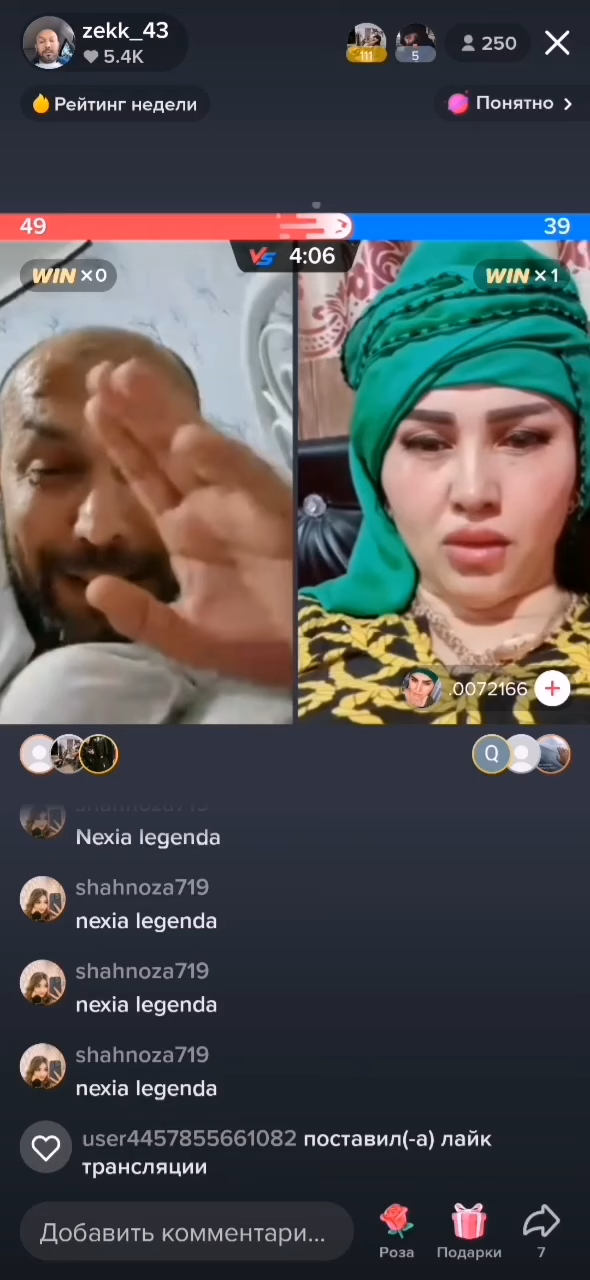 zekk_43
5.4K
111
5
250
Рейтинг недели
Понятно
49
39
VS 4:06
WIN ×0
WIN ×1
.0072166
Q
Nexia legenda
shahnoza719
nexia legenda
shahnoza719
nexia legenda
shahnoza719
nexia legenda
user4457855661082 поставил(-а) лайк
трансляции
Добавить комментари...
Роза
Подарки
7